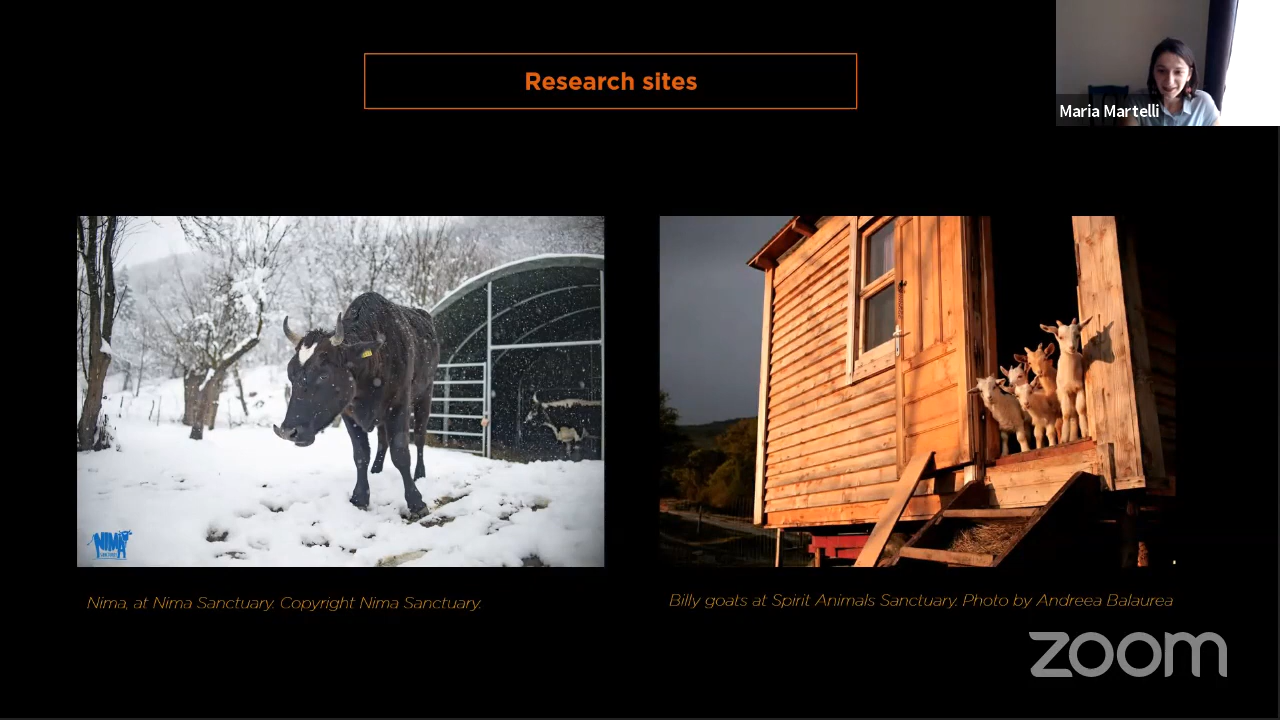 Research sites
Maria Martelli
NIMA
Nima, at Nima Sanctuary. Copyright Nima Sanctuary.
Billy goats at Spirit Animals Sanctuary. Photo by Andreea Balaurea
zoom